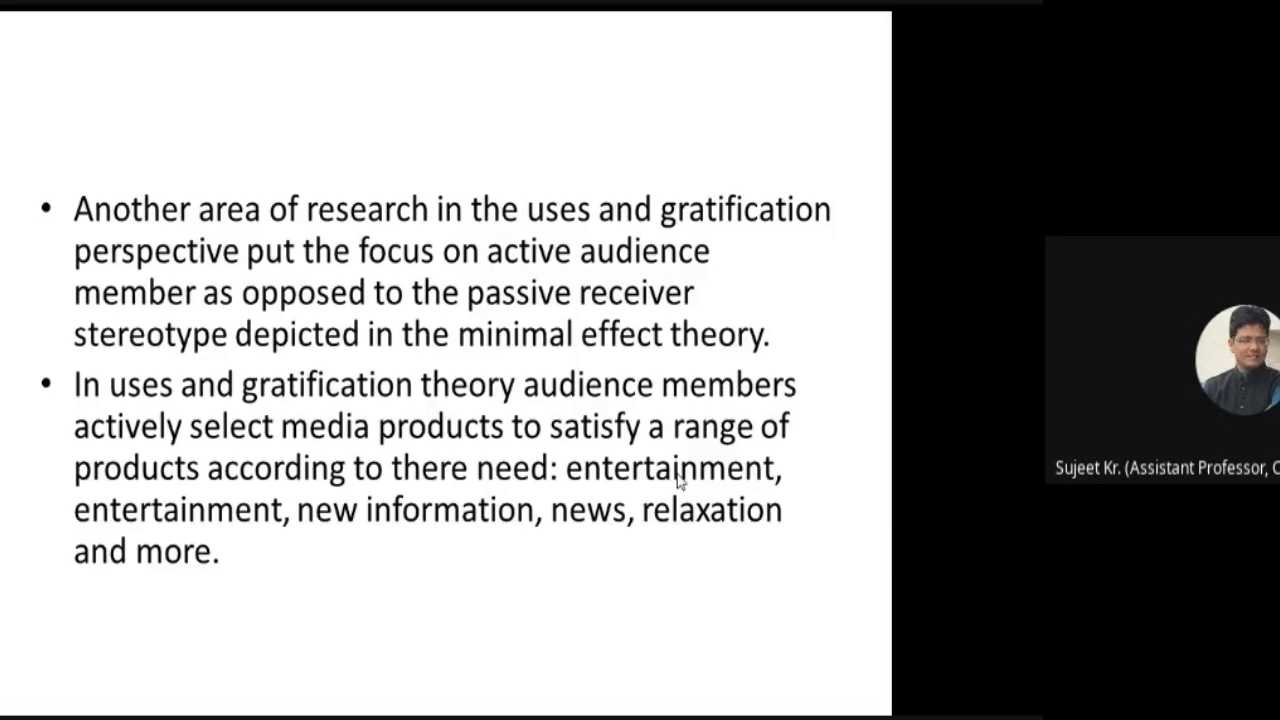 • Another area of research in the uses and gratification
perspective put the focus on active audience
member as opposed to the passive receiver
stereotype depicted in the minimal effect theory.
• In uses and gratification theory audience members
actively select media products to satisfy a range of
products according to there need: entertainment,
entertainment, new information, news, relaxation
and more.
Sujeet Kr. (Assistant Professor, C